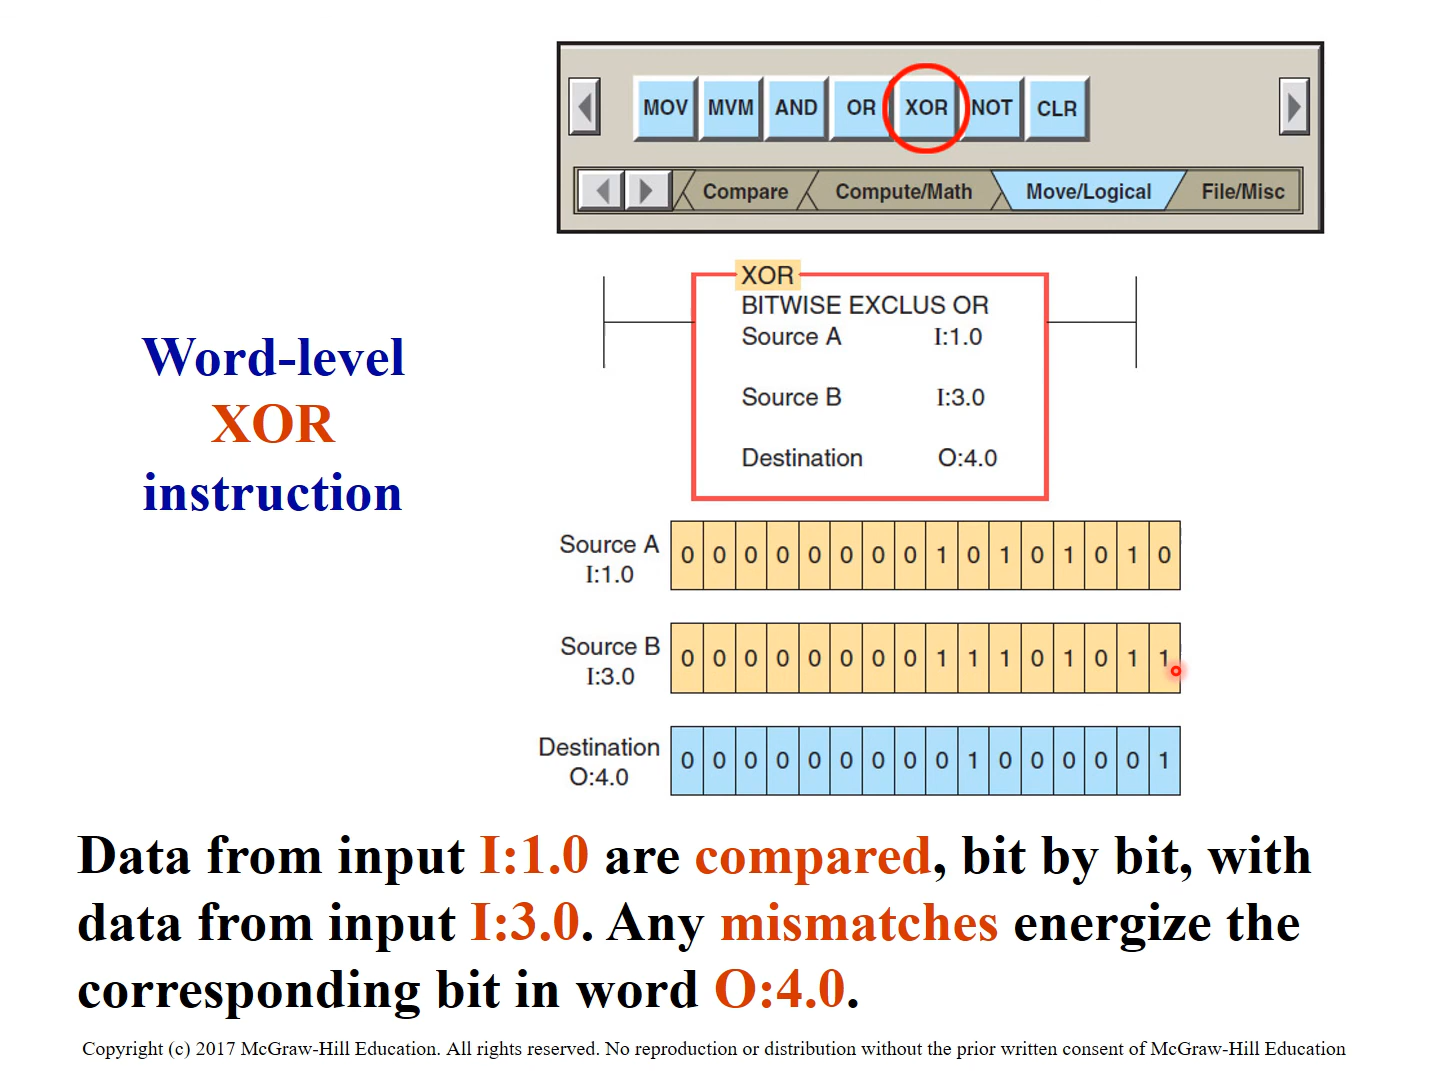 MOV MVM AND OR XOR NOT CLR
Compare Compute/Math Move/Logical File/Misc
XOR
BITWISE EXCLUS OR
Source A I:1.0
Source B I:3.0
Destination O:4.0
Word-level
XOR
instruction
Source A
I:1.0
0 0 0 0 0 0 0 0 1 0 1 0 1 0 1 0
Source B
I:3.0
0 0 0 0 0 0 0 0 1 1 1 0 1 0 1 1
Destination
O:4.0
0 0 0 0 0 0 0 0 0 1 0 0 0 0 0 1
Data from input I:1.0 are compared, bit by bit, with
data from input I:3.0. Any mismatches energize the
corresponding bit in word O:4.0.
Copyright (c) 2017 McGraw-Hill Education. All rights reserved. No reproduction or distribution without the prior written consent of McGraw-Hill Education